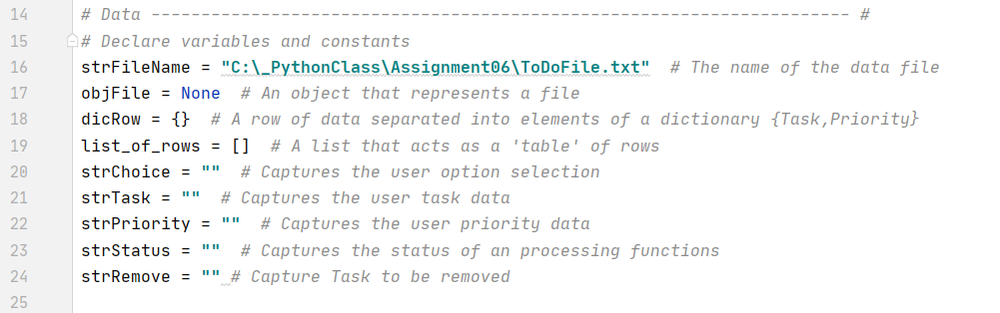 14 # Data ---------------------------------------------------------------------- #
15 # Declare variables and constants
16 strFileName = "C:\_PythonClass\Assignment06\ToDoFile.txt"  # The name of the data file
17 objFile = None  # An object that represents a file
18 dicRow = {}  # A row of data separated into elements of a dictionary {Task,Priority}
19 list_of_rows = []  # A list that acts as a 'table' of rows
20 strChoice = ""  # Captures the user option selection
21 strTask = ""  # Captures the user task data
22 strPriority = ""  # Captures the user priority data
23 strStatus = ""  # Captures the status of an processing functions
24 strRemove = "" # Capture Task to be removed
25